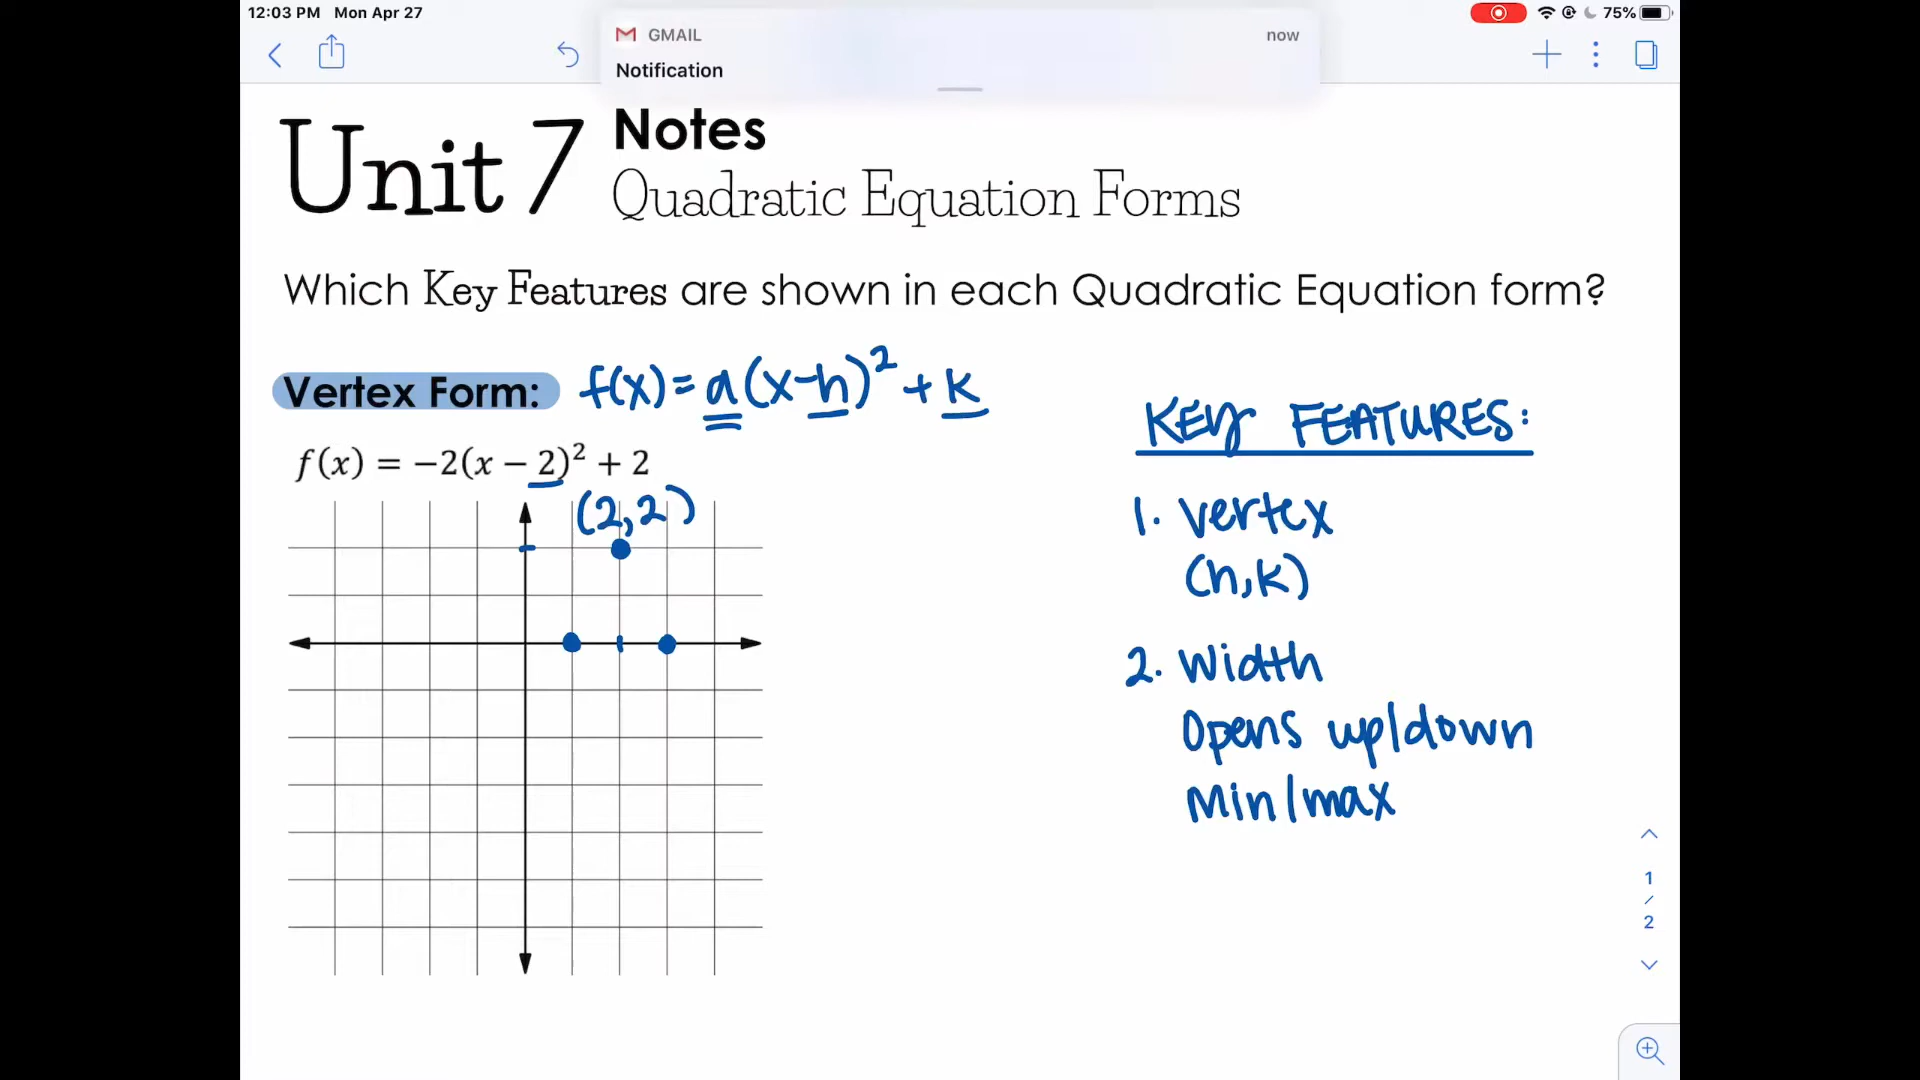 12:03 PM Mon Apr 27
75%
GMAIL
now
Notification
Unit 7
Notes
Quadratic Equation Forms
Which Key Features are shown in each Quadratic Equation form?
Vertex Form: f(x) = a(x-h)² + k
KEY FEATURES:
f(x) = −2(x − 2)² + 2
(2,2)
1. Vertex
(h,k)
2. Width
Opens up/down
Min/max
1
/
2